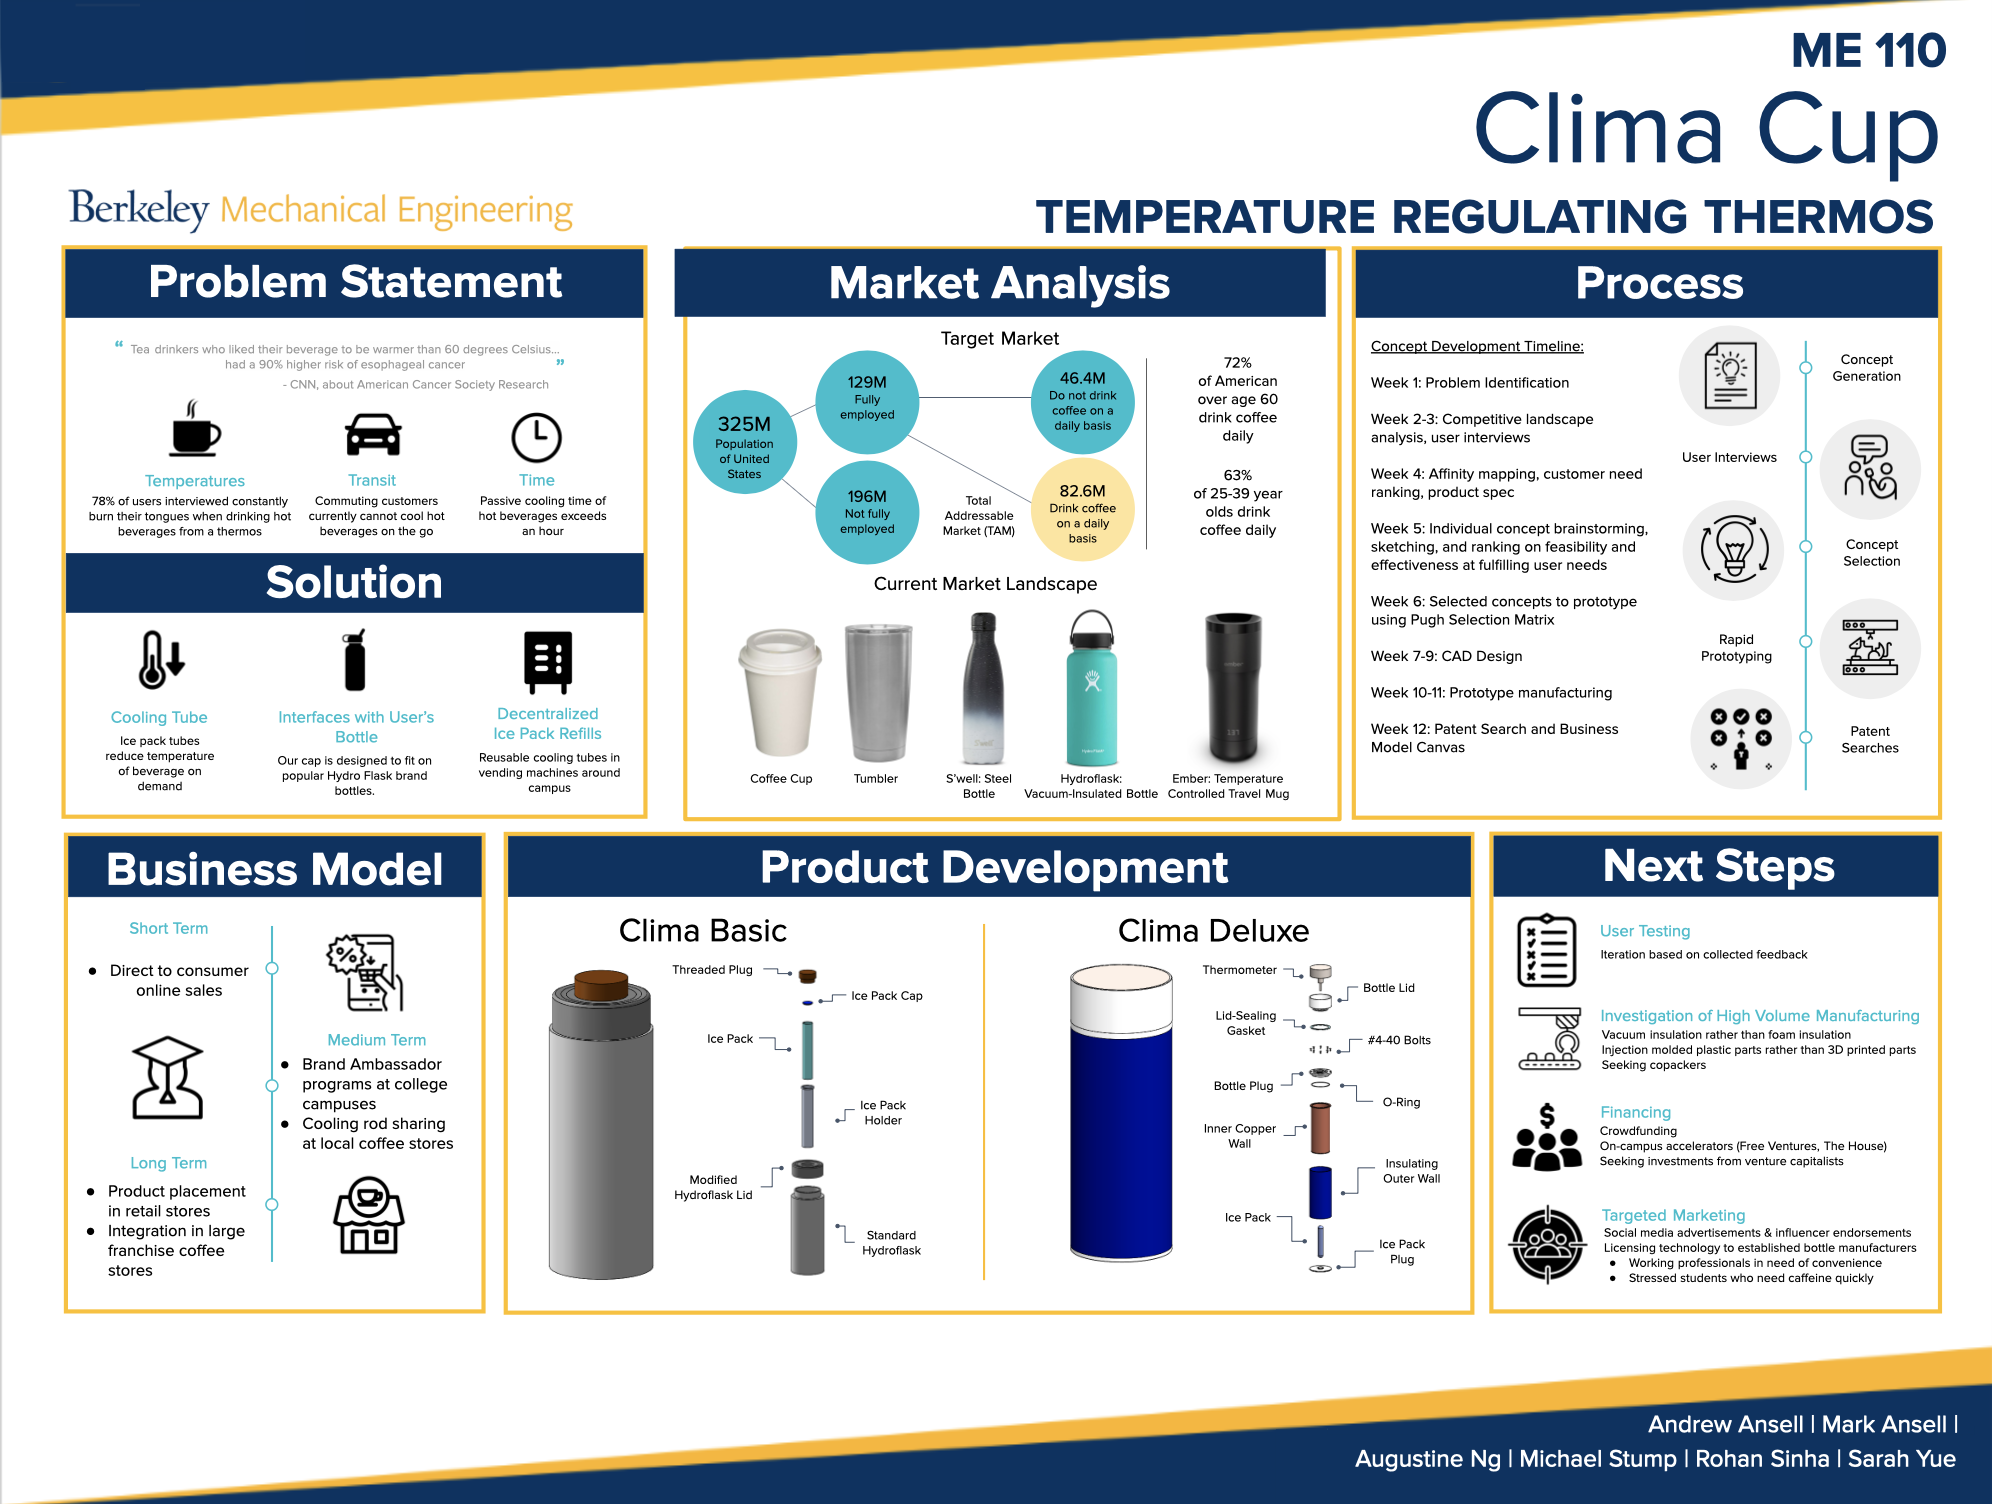 ME 110
Clima Cup
TEMPERATURE REGULATING THERMOS
Berkeley Mechanical Engineering
Problem Statement
“ Tea drinkers who liked their beverage to be warmer than 60 degrees Celsius...
had a 90% higher risk of esophageal cancer ”
- CNN, about American Cancer Society Research
Temperatures
78% of users interviewed constantly
burn their tongues when drinking hot
beverages from a thermos
Transit
Commuting customers
currently cannot cool hot
beverages on the go
Time
Passive cooling time of
hot beverages exceeds
an hour
Solution
Cooling Tube
Ice pack tubes
reduce temperature
of beverage on
demand
Interfaces with User's
Bottle
Our cap is designed to fit on
popular Hydro Flask brand
bottles.
Decentralized
Ice Pack Refills
Reusable cooling tubes in
vending machines around
campus
Market Analysis
Target Market
325M
Population
of United
States
129M
Fully
employed
196M
Not fully
employed
46.4M
Do not drink
coffee on a
daily basis
Total
Addressable
Market (TAM)
82.6M
Drink coffee
on a daily
basis
72%
of American
over age 60
drink coffee
daily
63%
of 25-39 year
olds drink
coffee daily
Current Market Landscape
S'well
Hydro Flask
ember
137
Coffee Cup
Tumbler
S'well: Steel
Bottle
Hydroflask:
Vacuum-Insulated Bottle
Ember: Temperature
Controlled Travel Mug
Process
Concept Development Timeline:
Week 1: Problem Identification
Week 2-3: Competitive landscape
analysis, user interviews
Week 4: Affinity mapping, customer need
ranking, product spec
Week 5: Individual concept brainstorming,
sketching, and ranking on feasibility and
effectiveness at fulfilling user needs
Week 6: Selected concepts to prototype
using Pugh Selection Matrix
Week 7-9: CAD Design
Week 10-11: Prototype manufacturing
Week 12: Patent Search and Business
Model Canvas
Concept
Generation
User Interviews
Concept
Selection
Rapid
Prototyping
Patent
Searches
Business Model
Short Term
● Direct to consumer
online sales
%
Medium Term
● Brand Ambassador
programs at college
campuses
● Cooling rod sharing
at local coffee stores
Long Term
● Product placement
in retail stores
● Integration in large
franchise coffee
stores
Product Development
Clima Basic
Threaded Plug
Ice Pack Cap
Ice Pack
Ice Pack
Holder
Modified
Hydroflask Lid
Standard
Hydroflask
Clima Deluxe
Thermometer
Bottle Lid
Lid-Sealing
Gasket
#4-40 Bolts
Bottle Plug
O-Ring
Inner Copper
Wall
Insulating
Outer Wall
Ice Pack
Ice Pack
Plug
Next Steps
User Testing
Iteration based on collected feedback
Investigation of High Volume Manufacturing
Vacuum insulation rather than foam insulation
Injection molded plastic parts rather than 3D printed parts
Seeking copackers
$
Financing
Crowdfunding
On-campus accelerators (Free Ventures, The House)
Seeking investments from venture capitalists
Targeted Marketing
Social media advertisements & influencer endorsements
Licensing technology to established bottle manufacturers
● Working professionals in need of convenience
● Stressed students who need caffeine quickly
Andrew Ansell | Mark Ansell |
Augustine Ng | Michael Stump | Rohan Sinha | Sarah Yue